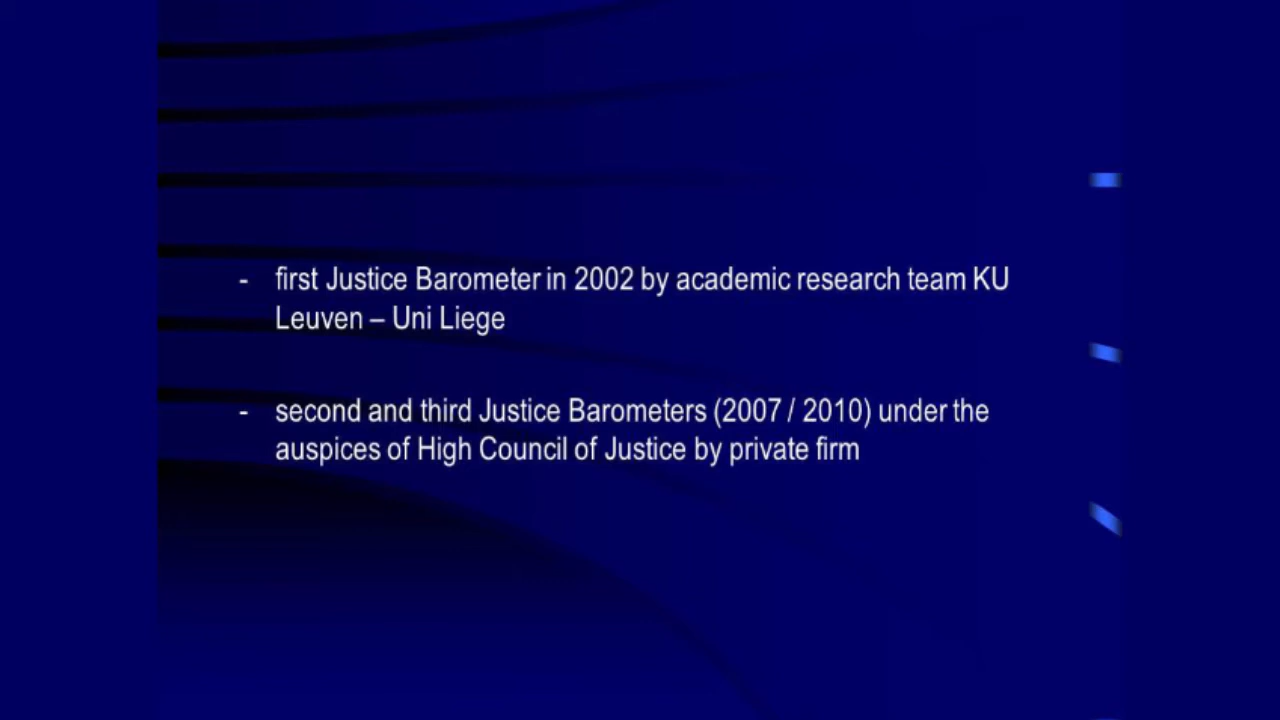 - first Justice Barometer in 2002 by academic research team KU
Leuven – Uni Liege
- second and third Justice Barometers (2007 / 2010) under the
auspices of High Council of Justice by private firm